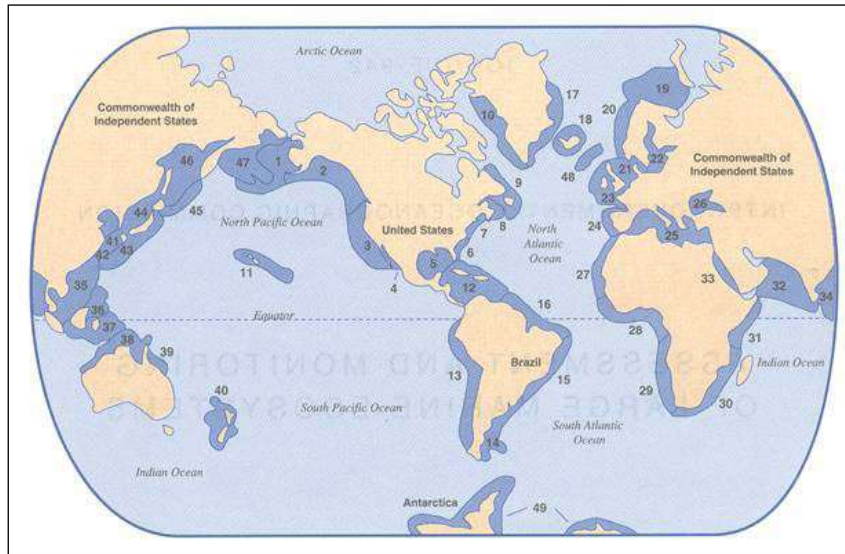 Arctic Ocean
17
19
Commonwealth of
Independent States
10
18
20
46
47
1
2
9
48
21
22
Commonwealth of
Independent States
23
26
45
44
North Pacific Ocean
United States
8
7
North
Atlantic
Ocean
24
25
41
42
43
3
6
5
11
4
27
33
35
12
32
34
36
16
Equator
37
38
28
31
39
13
Brazil
15
29
30
Indian Ocean
40
South Pacific Ocean
South Atlantic
Ocean
14
Indian Ocean
Antarctica
49